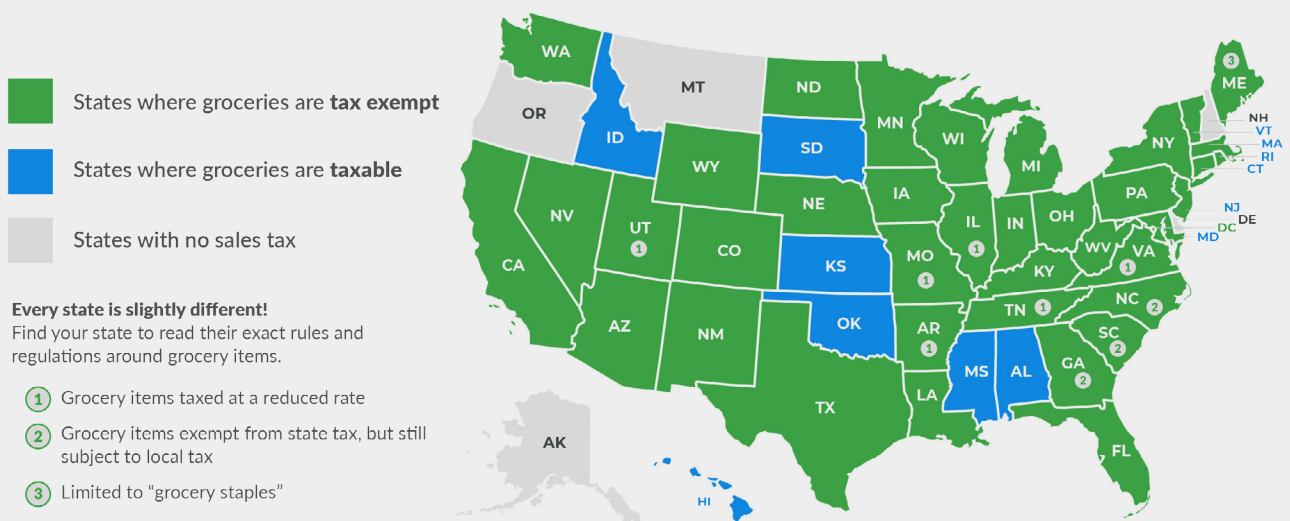 States where groceries are tax exempt
States where groceries are taxable
States with no sales tax
Every state is slightly different!
Find your state to read their exact rules and
regulations around grocery items.
1 Grocery items taxed at a reduced rate
2 Grocery items exempt from state tax, but still
subject to local tax
3 Limited to “grocery staples”
WA
OR
ID
MT
ND
MN
SD
WY
WI
MI
NY
3
ME
NH
VT
MA
RI
CT
NJ
DE
DC
MD
CA
NV
UT
1
CO
NE
IA
IL
1
IN
OH
PA
WV
VA
1
KS
MO
1
KY
TN 1
NC
2
AZ
NM
OK
AR
1
SC
2
GA
2
MS
AL
LA
TX
FL
AK
HI